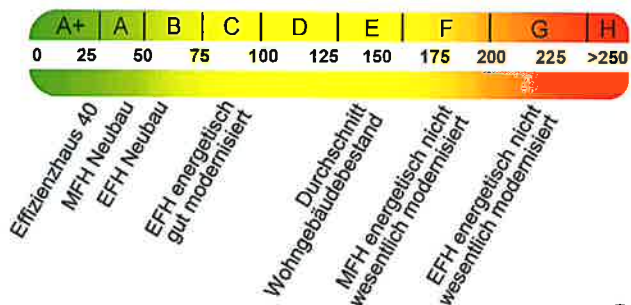 A+ A B C D E F G H
0 25 50 75 100 125 150 175 200 225 >250
Effizienzhaus 40
MFH Neubau
EFH Neubau
EFH energetisch
gut modernisiert
Durchschnitt
Wohngebäudebestand
MFH energetisch nicht
wesentlich modernisiert
EFH energetisch nicht
wesentlich modernisiert